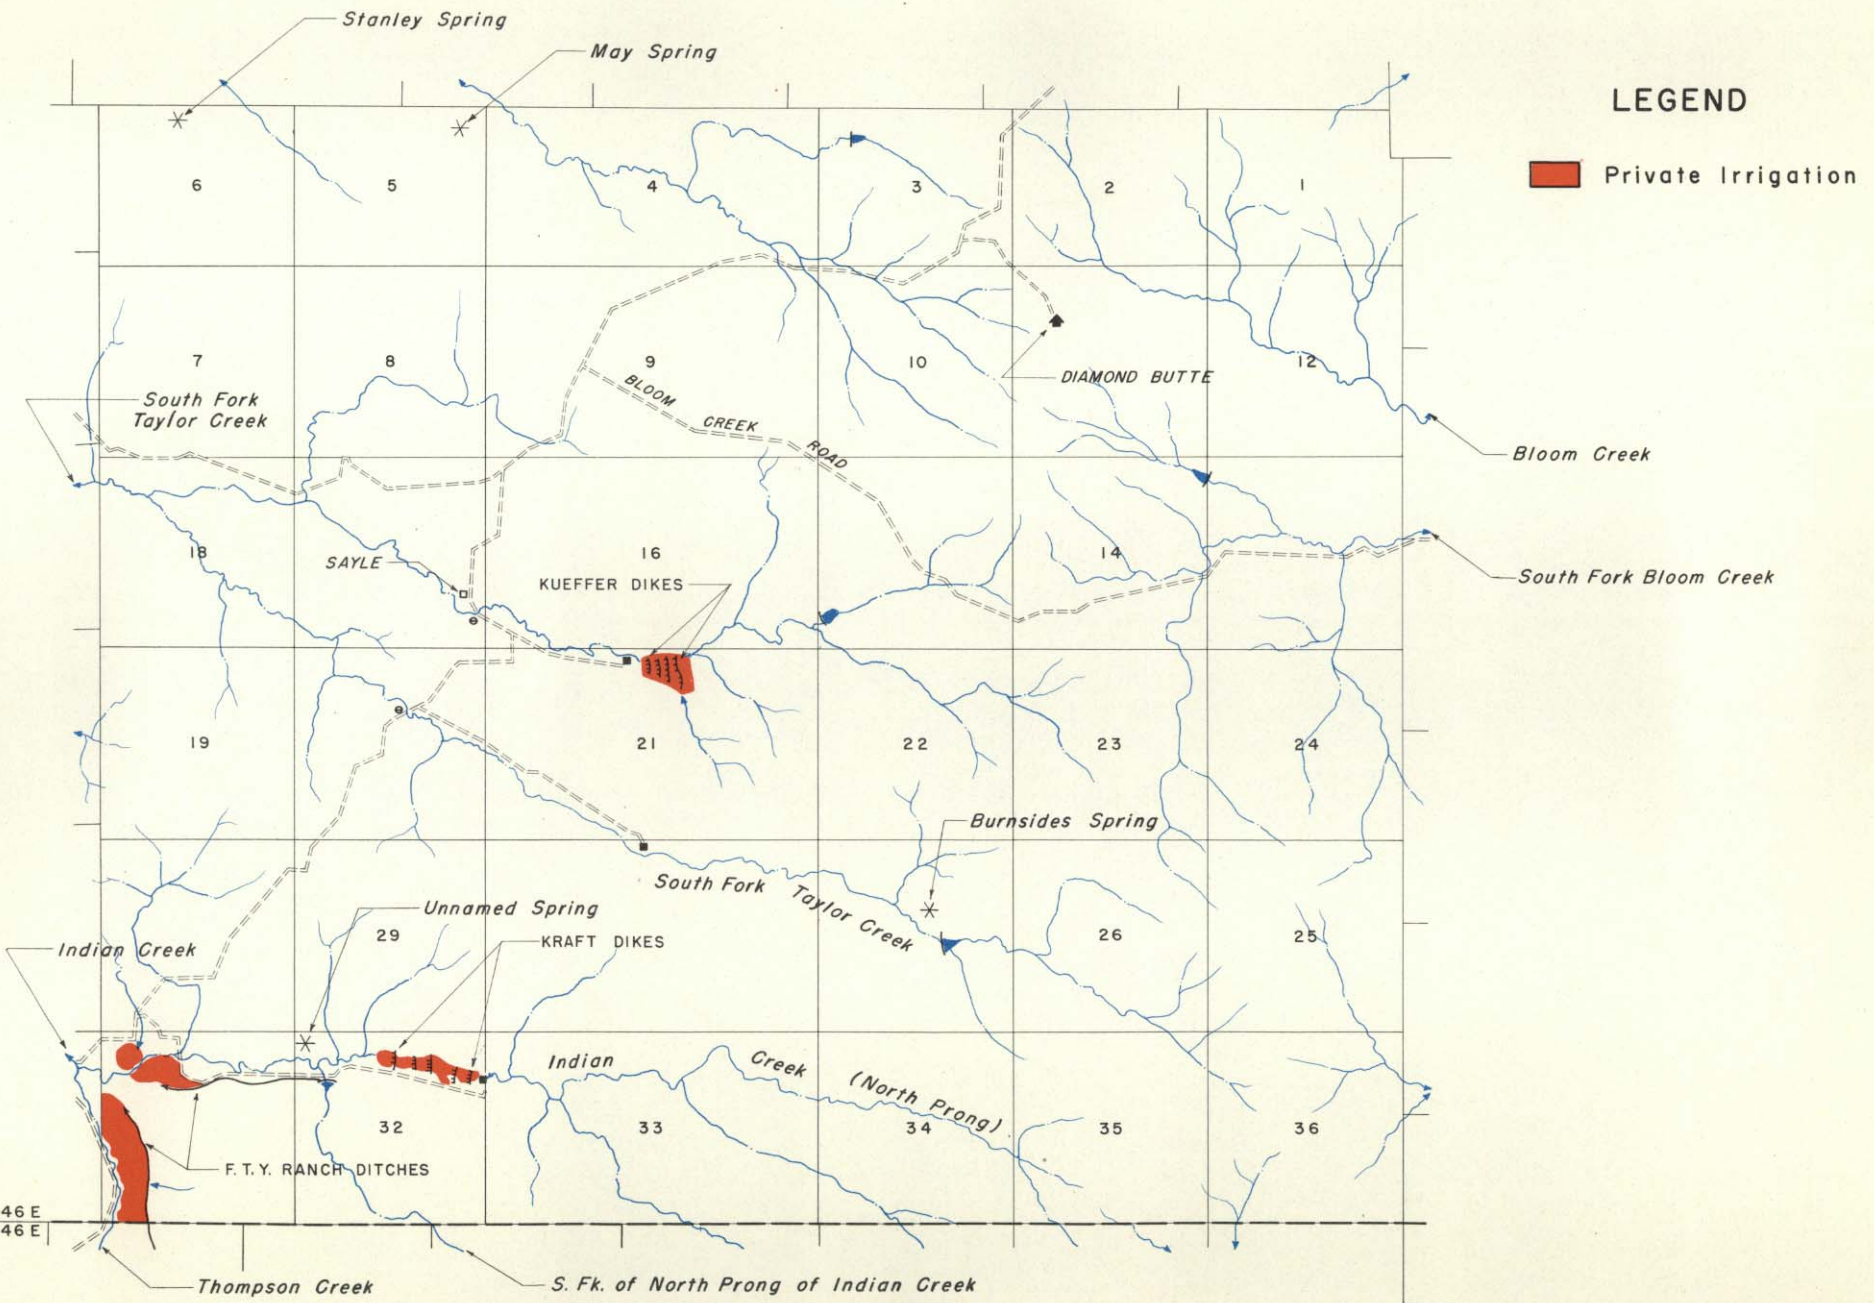 Stanley Spring
May Spring
LEGEND
Private Irrigation
6
5
4
3
2
1
7
8
9
10
12
BLOOM CREEK ROAD
DIAMOND BUTTE
South Fork
Taylor Creek
Bloom Creek
18
SAYLE
16
KUEFFER DIKES
14
South Fork Bloom Creek
19
21
22
23
24
Burnsides Spring
South Fork Taylor Creek
Unnamed Spring
29
KRAFT DIKES
26
25
Indian Creek
Indian Creek (North Prong)
32
33
34
35
36
F.T.Y. RANCH DITCHES
46 E
46 E
Thompson Creek
S. Fk. of North Prong of Indian Creek